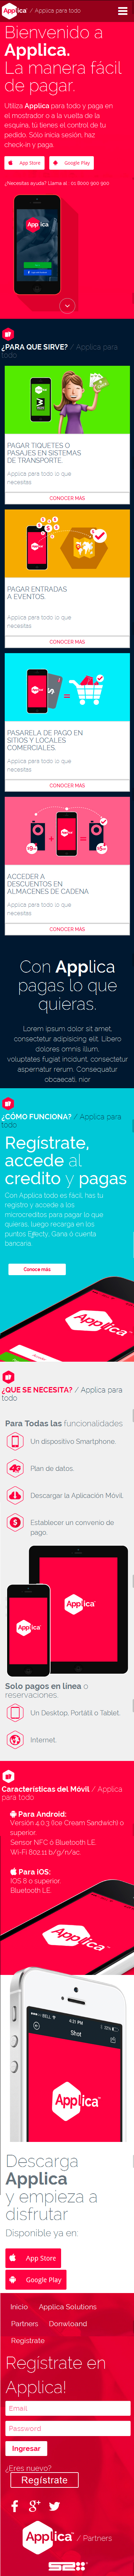 Applica / Applica para todo
Bienvenido a
Applica.
La manera fácil
de pagar.
Utiliza Applica para todo y paga en
el mostrador o a la vuelta de la
esquina, tú tienes el control de tu
pedido. Solo inicia sesión, haz
check-in y paga.
App Store
Google Play
¿Necesitas ayuda? Llama al : 01 8000 900 900
Applica
¿PARA QUE SIRVE? / Applica para
todo
PAGAR TIQUETES O
PASAJES EN SISTEMAS
DE TRANSPORTE.
Applica para todo lo que
necesites
CONOCER MÁS
PAGAR ENTRADAS
A EVENTOS.
Applica para todo lo que
necesites
CONOCER MÁS
PASARELA DE PAGO EN
SITIOS Y LOCALES
COMERCIALES.
Applica para todo lo que
necesites
CONOCER MÁS
ACCEDER A
DESCUENTOS EN
ALMACENES DE CADENA
Applica para todo lo que
necesites
CONOCER MÁS
Con Applica
pagas lo que
quieras.
Lorem ipsum dolor sit amet,
consectetur adipisicing elit. Libero
dolores omnis illum,
voluptates fugiat incidunt, consectetur
aspernatur rerum. Consequatur
obcaecati, nior
¿CÓMO FUNCIONA? / Applica para
todo
Regístrate,
accede al
credito y pagas
Con Applica todo es fácil, has tu
registro y accede a los
microcredítos para pagar lo que
quieras, luego recarga en los
puntos Efecty, Gana ó cuenta
bancaria.
Conoce más
Applica
¿QUE SE NECESITA? / Applica para
todo
Para Todas las funcionalidades.
Un dispositivo Smartphone.
Plan de datos.
Descargar la Aplicación Móvil.
Establecer un convenio de
pago.
Applica
Applica
Solo pagos en línea o
reservaciones.
Un Desktop, Portátil o Tablet.
Internet.
Características del Móvil / Applica
para todo
Para Android:
Versión 4.0.3 (Ice Cream Sandwich) o
superior.
Sensor NFC ó Bluetooth LE.
Wi-Fi 802.11 b/g/n/ac.
Para iOS:
IOS 8 o superior.
Bluetooth LE.
Applica
Shot
Applica
Descarga
Applica
y empieza a
disfrutar
Disponible ya en:
App Store
Google Play
Inicio Applica Solutions
Partners Donwloand
Registrate
Regístrate en
Applica!
Email
Password
Ingresar
¿Eres nuevo?
Regístrate
Applica / Partners